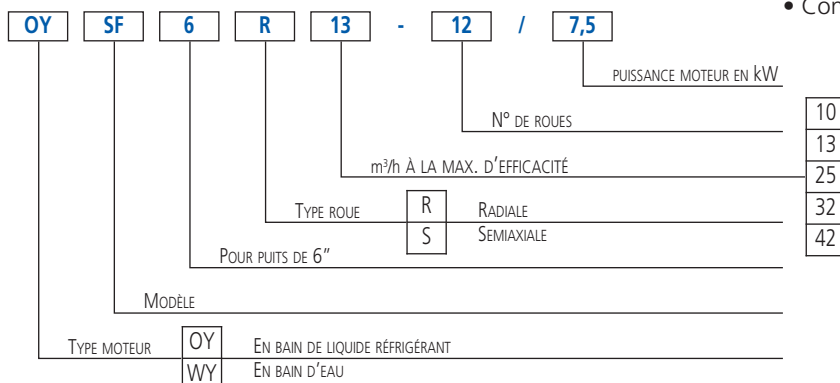 • Con
OY SF 6 R 13 - 12 / 7,5
PUISSANCE MOTEUR EN kW
N° DE ROUES
m³/h À LA MAX. D'EFFICACITÉ
10
13
25
32
42
TYPE ROUE R RADIALE
S SEMIAXIALE
POUR PUITS DE 6"
MODÈLE
TYPE MOTEUR OY EN BAIN DE LIQUIDE RÉFRIGÉRANT
WY EN BAIN D'EAU